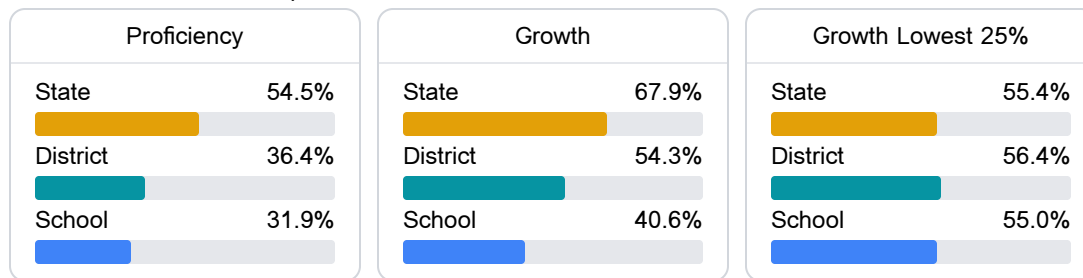 Proficiency
State 54.5%
District 36.4%
School 31.9%
Growth
State 67.9%
District 54.3%
School 40.6%
Growth Lowest 25%
State 55.4%
District 56.4%
School 55.0%